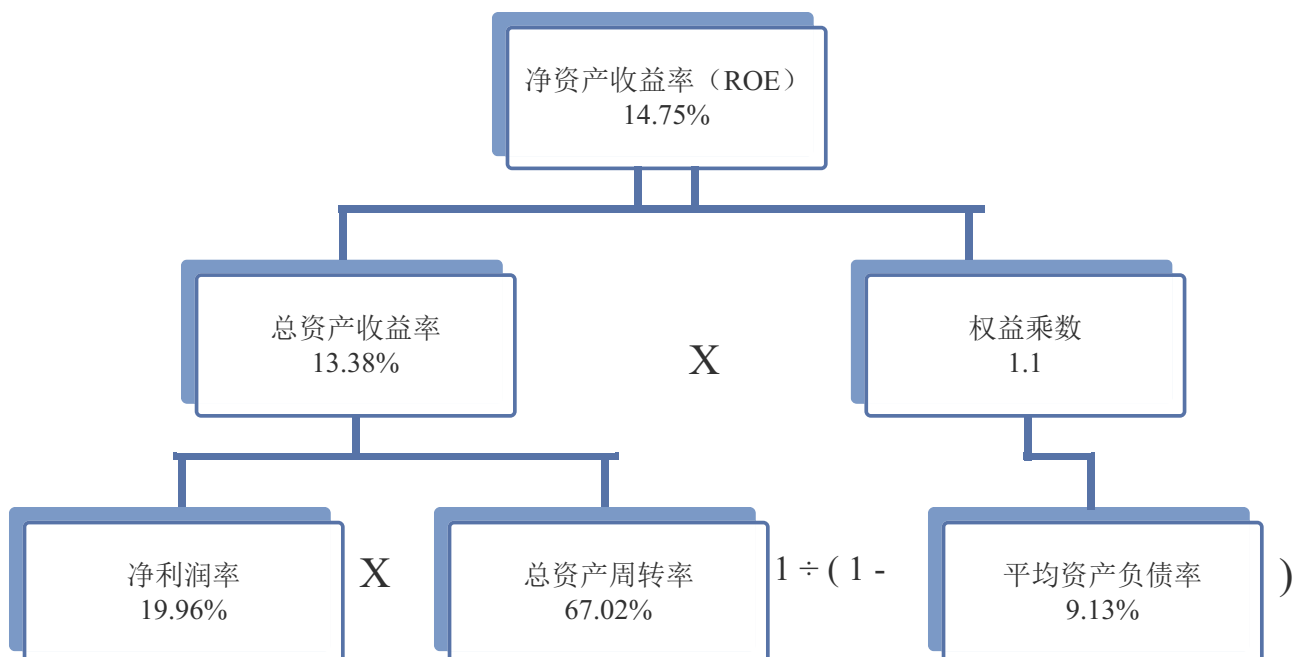 净资产收益率（ROE）
14.75%
总资产收益率
13.38%
X
权益乘数
1.1
净利润率
19.96%
X
总资产周转率
67.02%
1 ÷ ( 1 -
平均资产负债率
9.13%
)